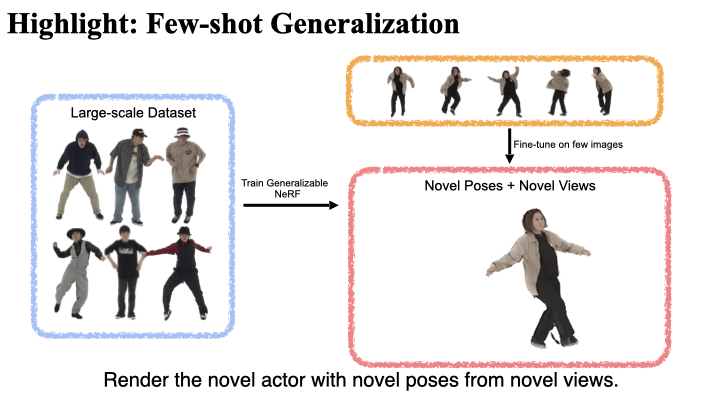 Highlight: Few-shot Generalization
Large-scale Dataset
Train Generalizable
NeRF
Fine-tune on few images
Novel Poses + Novel Views
Render the novel actor with novel poses from novel views.